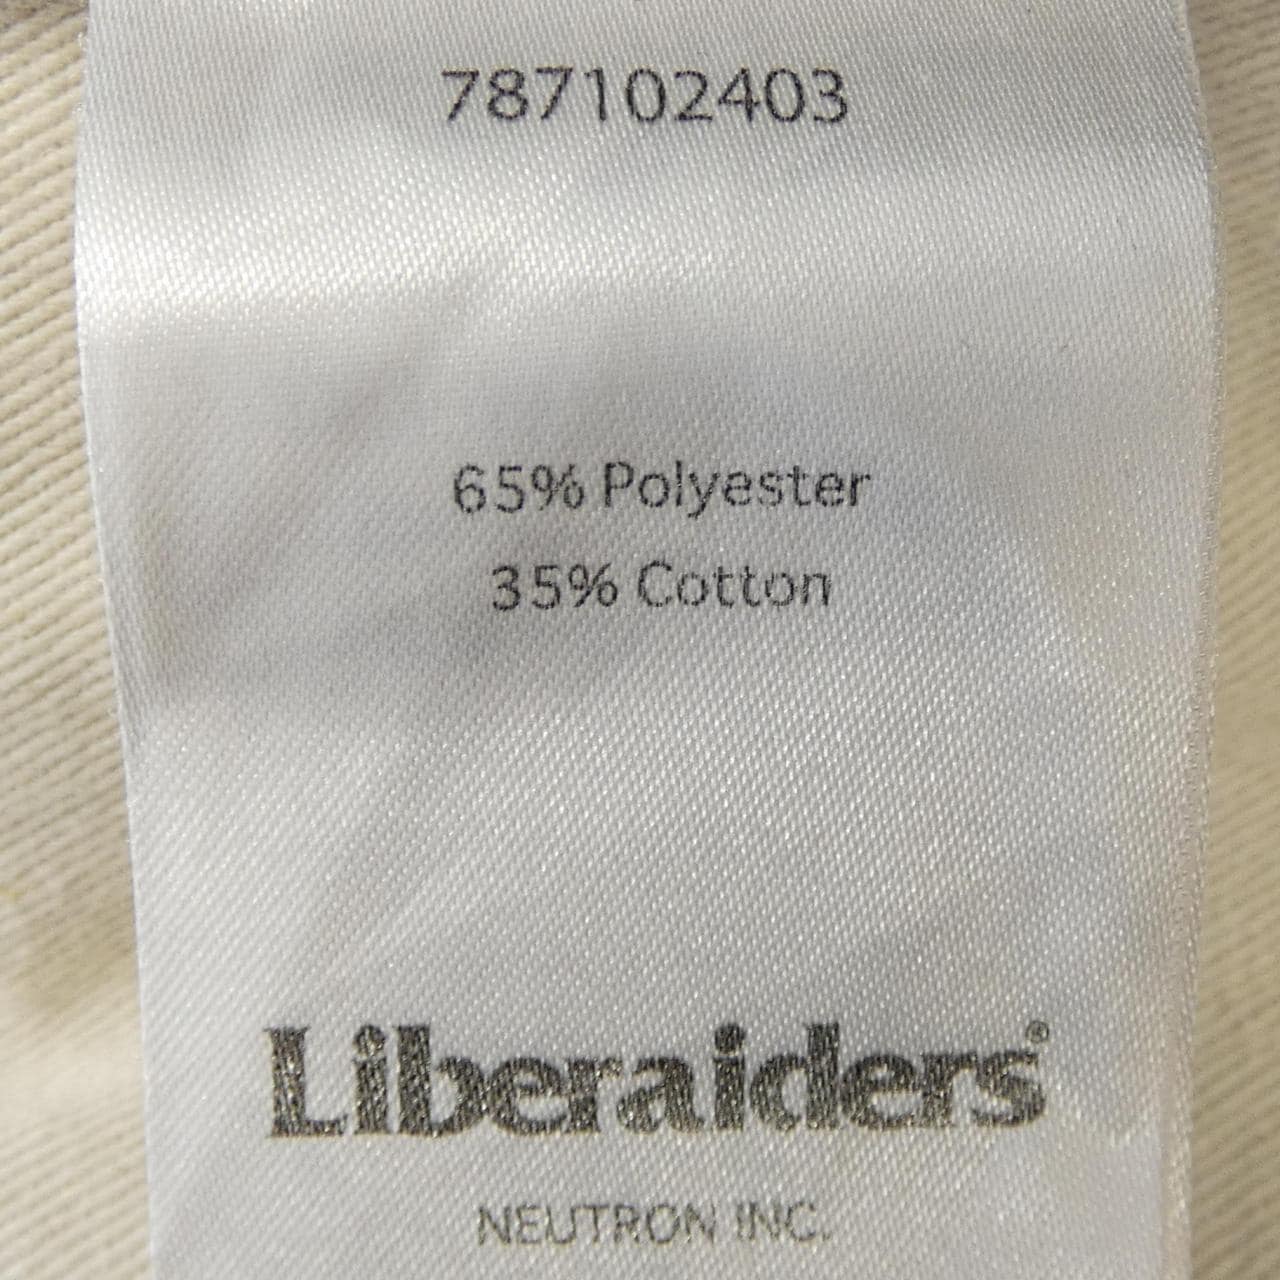 787102403
65% Polyester
35% Cotton
Liberaiders®
NEUTRON INC.